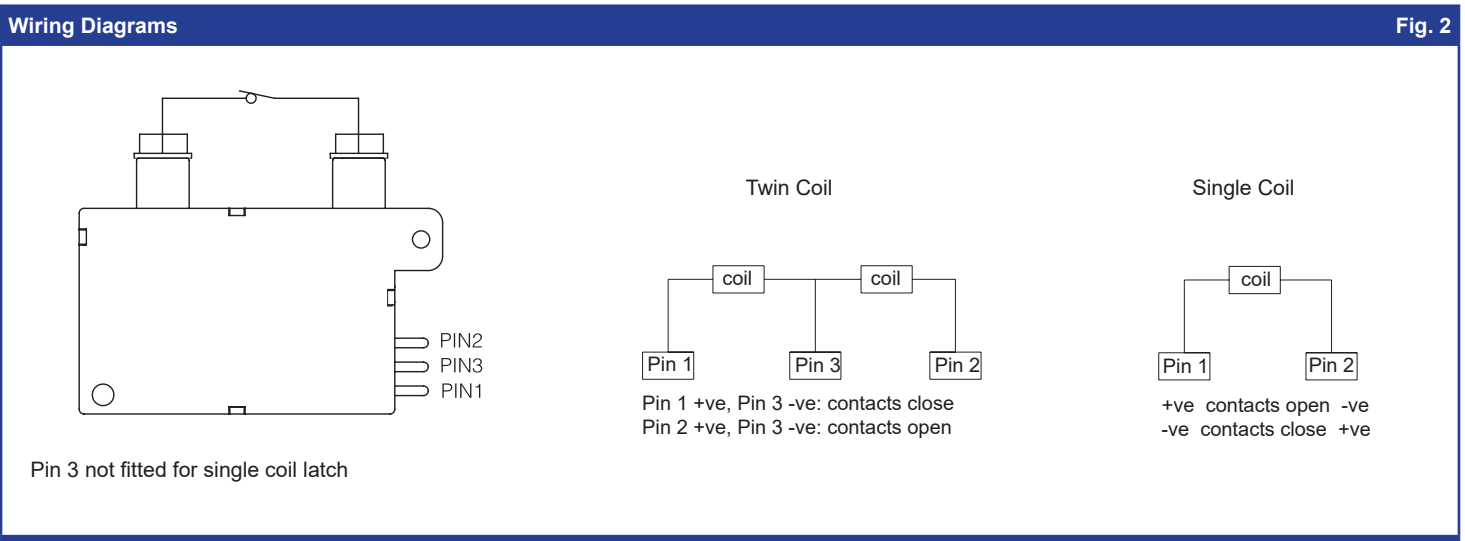 Wiring Diagrams Fig. 2
PIN2
PIN3
PIN1
Pin 3 not fitted for single coil latch
Twin Coil
coil coil
Pin 1 Pin 3 Pin 2
Pin 1 +ve, Pin 3 -ve: contacts close
Pin 2 +ve, Pin 3 -ve: contacts open
Single Coil
coil
Pin 1 Pin 2
+ve contacts open -ve
-ve contacts close +ve